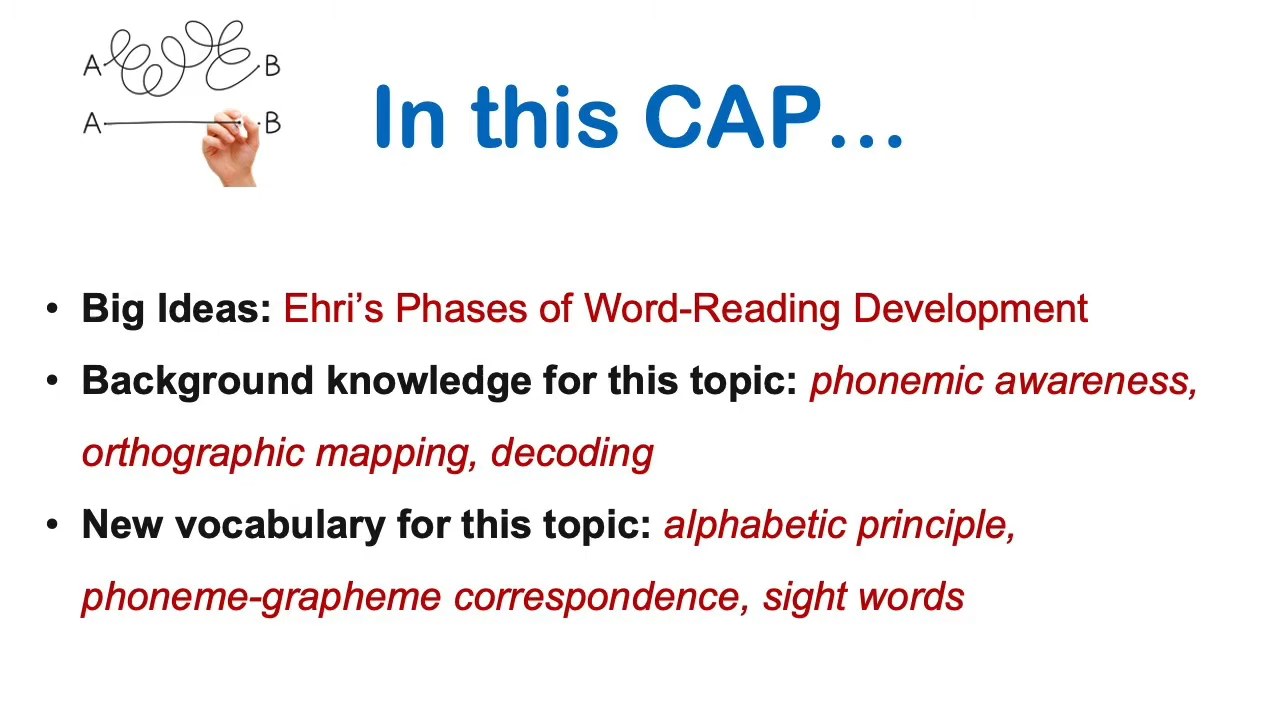 A B
A B
In this CAP...
• Big Ideas: Ehri’s Phases of Word-Reading Development
• Background knowledge for this topic: phonemic awareness,
orthographic mapping, decoding
• New vocabulary for this topic: alphabetic principle,
phoneme-grapheme correspondence, sight words